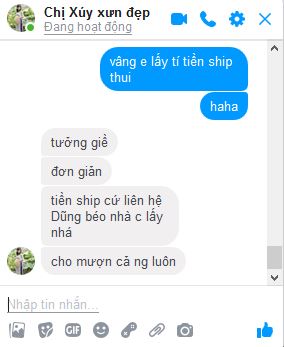 Chị Xúy xưn đẹp
Đang hoạt động
vâng e lấy tí tiền ship
thui
haha
tưởng giề
đơn giản
tiền ship cứ liên hệ
Dũng béo nhà c lấy
nhá
cho mượn cả ng luôn
Nhập tin nhắn...
GIF